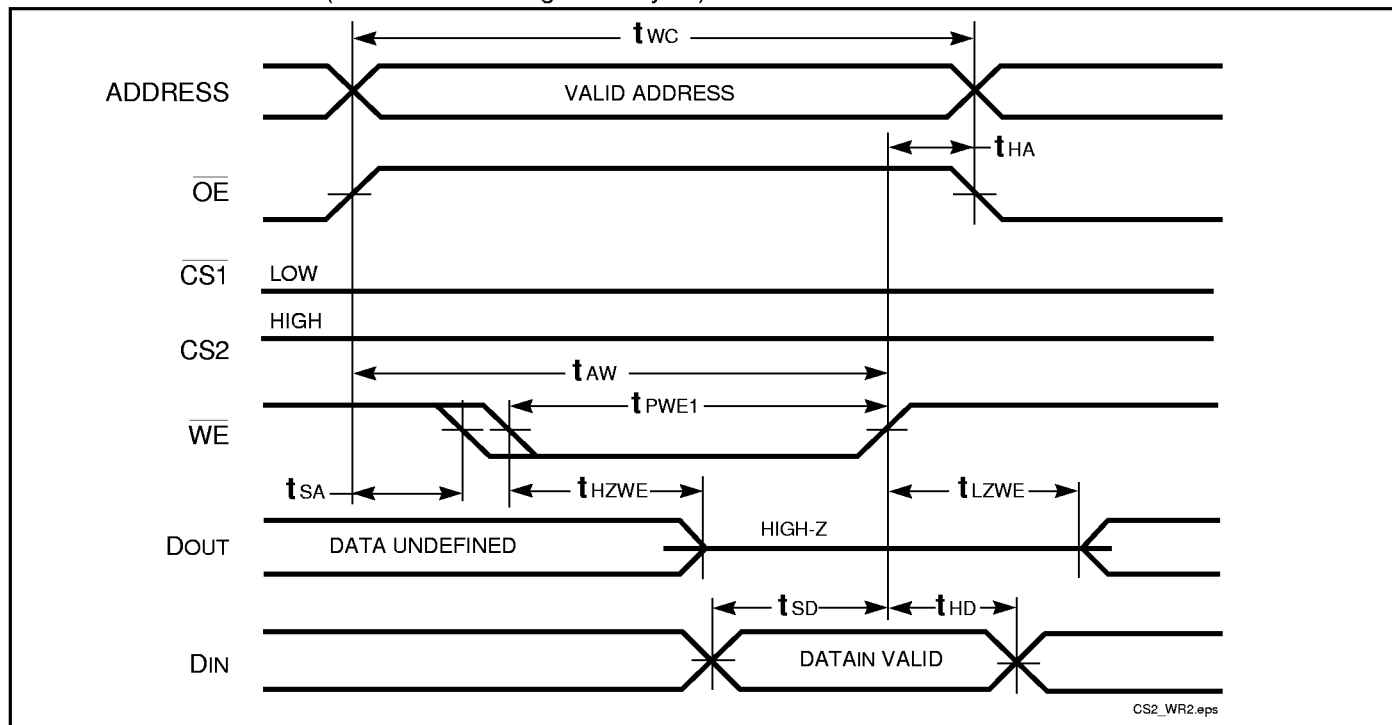 tWC
ADDRESS
VALID ADDRESS
tHA
OE
CS1
LOW
HIGH
CS2
tAW
tPWE1
WE
tSA
tHZWE
tLZWE
DOUT
DATA UNDEFINED
HIGH-Z
tSD
tHD
DIN
DATAIN VALID
CS2_WR2.eps